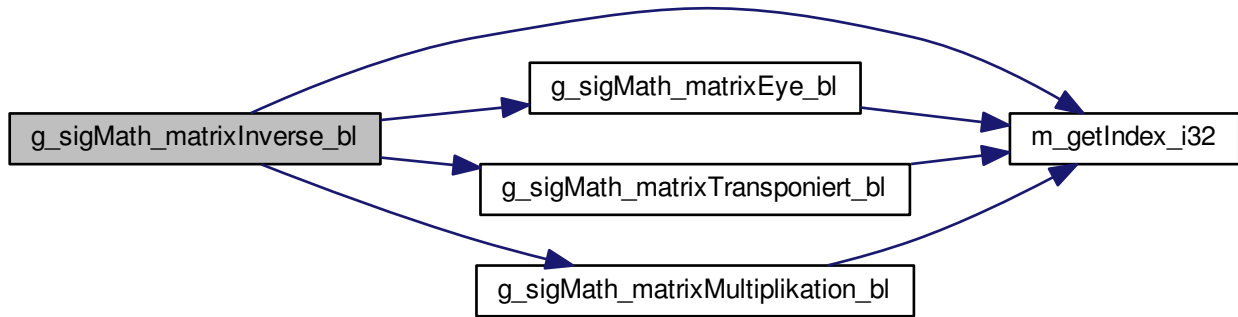 g_sigMath_matrixEye_bl
g_sigMath_matrixInverse_bl
m_getIndex_i32
g_sigMath_matrixTransponiert_bl
g_sigMath_matrixMultiplikation_bl